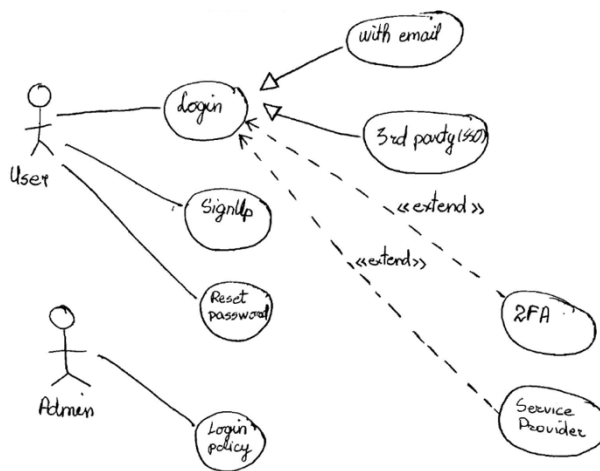 with email
Login
3rd party (SSO)
User
<<extend>>
SignUp
<<extend>>
Reset
password
2FA
Admin
Login
policy
Service
Provider